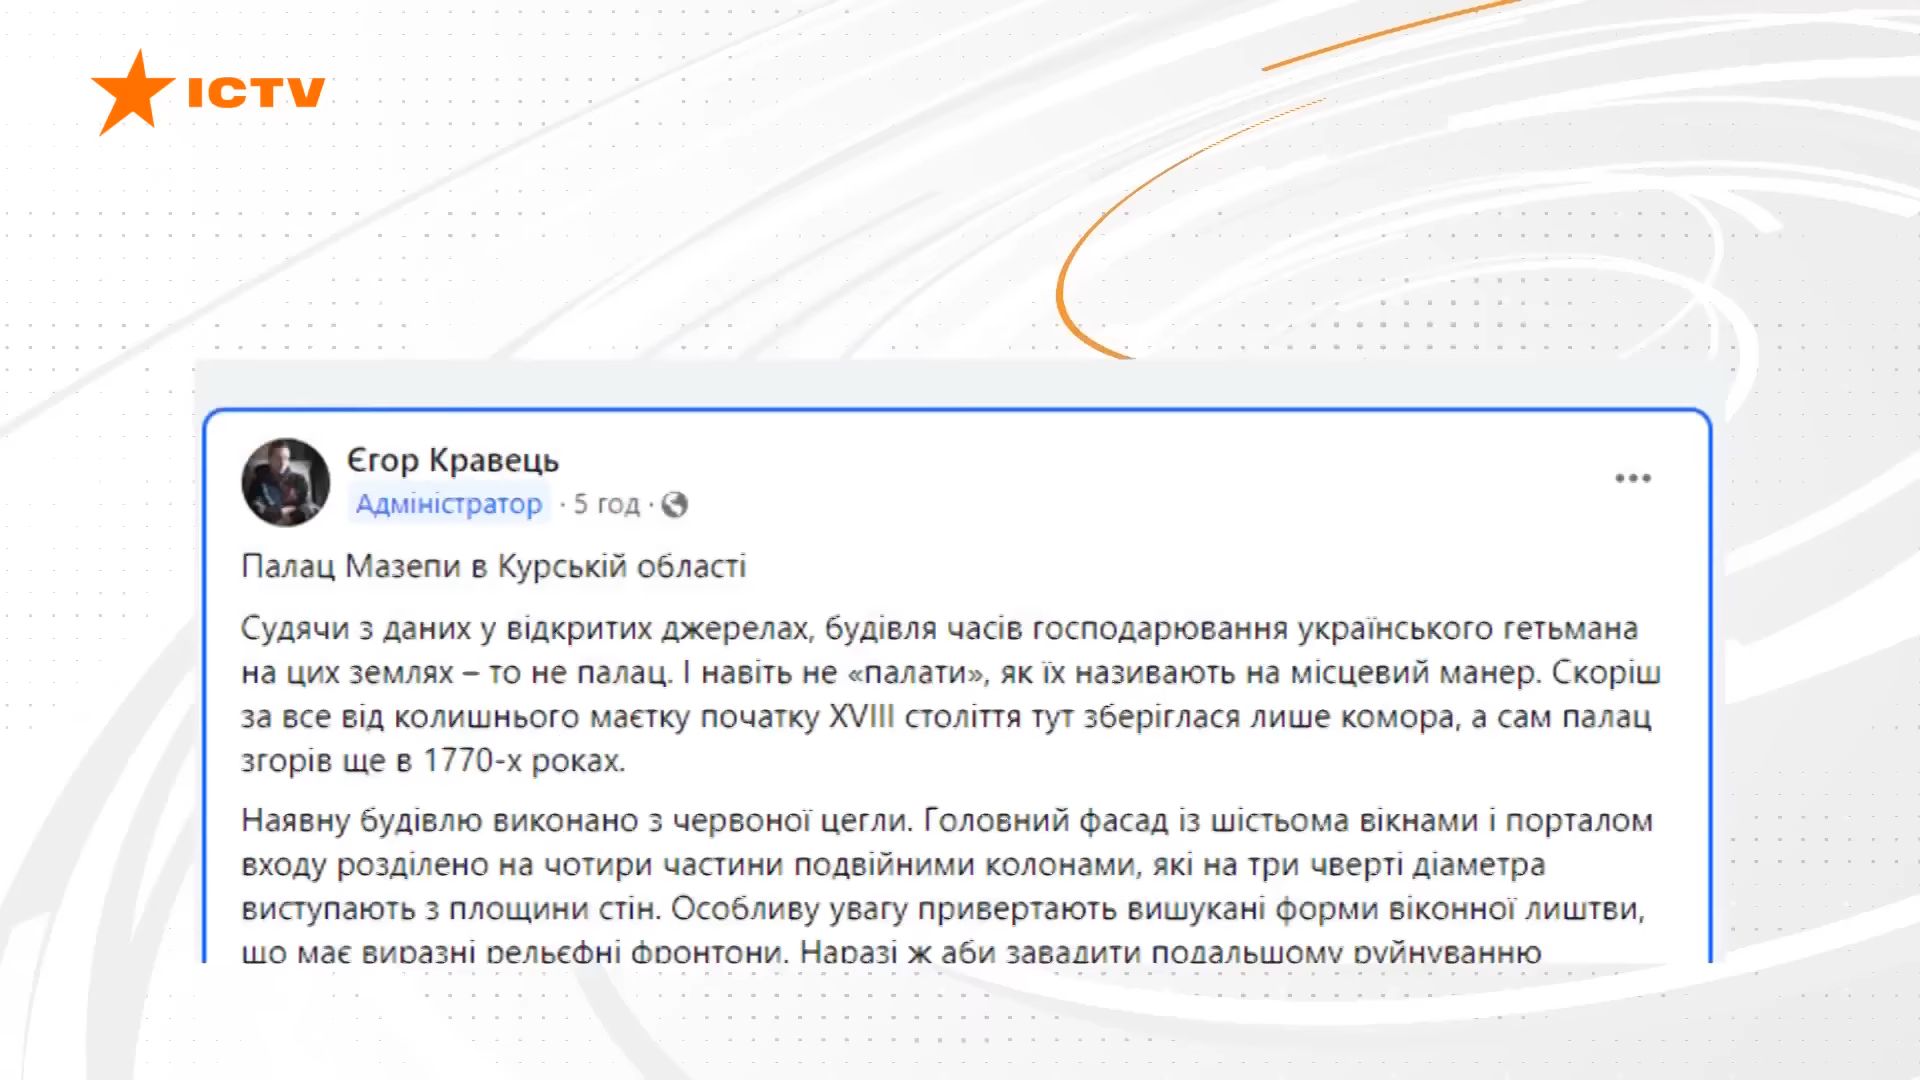 ICTV
Єгор Кравець
Адміністратор · 5 год ·
Палац Мазепи в Курській області
Судячи з даних у відкритих джерелах, будівля часів господарювання українського гетьмана
на цих землях – то не палац. І навіть не «палати», як їх називають на місцевий манер. Скоріш
за все від колишнього маєтку початку XVIII століття тут зберіглася лише комора, а сам палац
згорів ще в 1770-х роках.
Наявну будівлю виконано з червоної цегли. Головний фасад із шістьома вікнами і порталом
входу розділено на чотири частини подвійними колонами, які на три чверті діаметра
виступають з площини стін. Особливу увагу привертають вишукані форми віконної лиштви,
що має виразні рельєфні фронтони. Наразі ж аби завадити подальшому руйнуванню